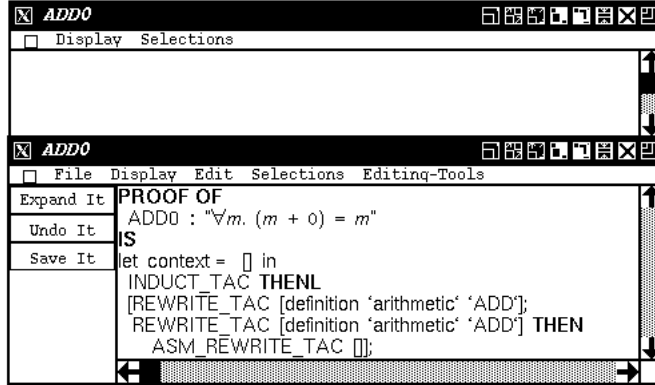 ADD0
Display Selections
ADD0
File Display Edit Selections Editing-Tools
Expand It
Undo It
Save It
PROOF OF
ADD0 : "∀m. (m + 0) = m"
IS
let context = [] in
INDUCT_TAC THENL
[REWRITE_TAC [definition ‘arithmetic‘ ‘ADD‘];
REWRITE_TAC [definition ‘arithmetic‘ ‘ADD‘] THEN
ASM_REWRITE_TAC []];